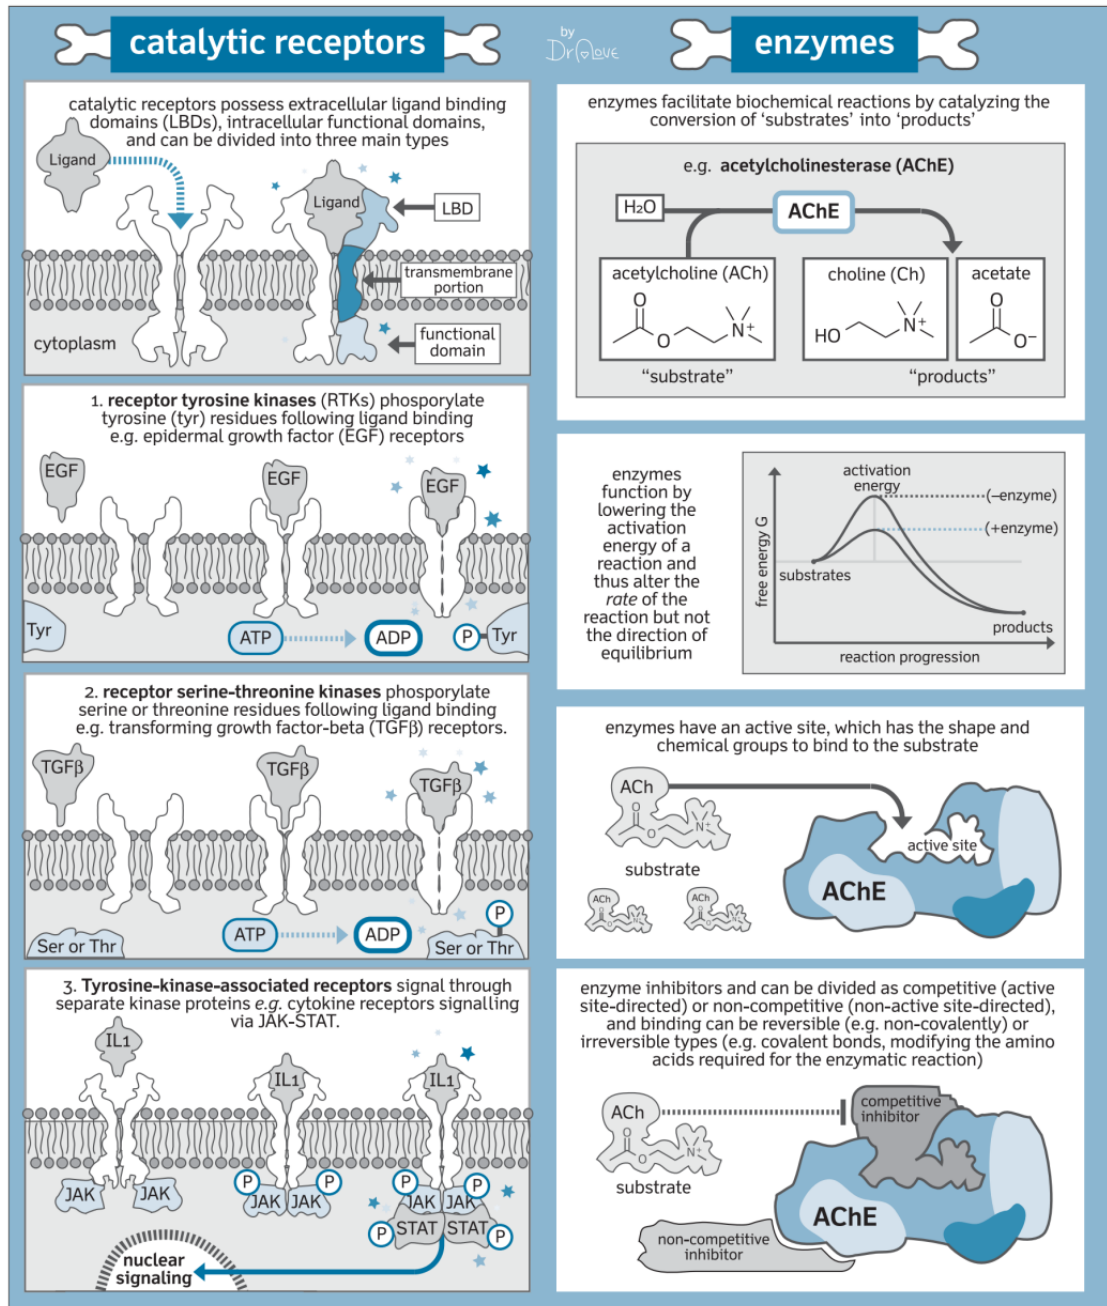 catalytic receptors
by
Dr Love
enzymes
catalytic receptors possess extracellular ligand binding
domains (LBDs), intracellular functional domains,
and can be divided into three main types
Ligand
Ligand
LBD
transmembrane
portion
functional
domain
cytoplasm
1. receptor tyrosine kinases (RTKs) phosporylate
tyrosine (tyr) residues following ligand binding
e.g. epidermal growth factor (EGF) receptors
EGF
EGF
EGF
Tyr
ATP
ADP
P
Tyr
2. receptor serine-threonine kinases phosporylate
serine or threonine residues following ligand binding
e.g. transforming growth factor-beta (TGFβ) receptors.
TGFβ
TGFβ
TGFβ
Ser or Thr
ATP
ADP
P
Ser or Thr
3. Tyrosine-kinase-associated receptors signal through
separate kinase proteins e.g. cytokine receptors signalling
via JAK-STAT.
IL1
IL1
IL1
JAK
JAK
P
P
JAK
JAK
P
P
JAK
JAK
P
STAT
STAT
P
nuclear
signaling
enzymes facilitate biochemical reactions by catalyzing the
conversion of ‘substrates’ into ‘products’
e.g. acetylcholinesterase (AChE)
H₂O
AChE
acetylcholine (ACh)
O
O
N+
choline (Ch)
HO
N+
acetate
O
O−
“substrate”
“products”
enzymes
function by
lowering the
activation
energy of a
reaction and
thus alter the
rate of the
reaction but not
the direction of
equilibrium
free energy G
activation
energy
(−enzyme)
(+enzyme)
substrates
products
reaction progression
enzymes have an active site, which has the shape and
chemical groups to bind to the substrate
ACh
O
O
N+
substrate
ACh
O
O
N+
ACh
O
O
N+
active site
AChE
enzyme inhibitors and can be divided as competitive (active
site-directed) or non-competitive (non-active site-directed),
and binding can be reversible (e.g. non-covalently) or
irreversible types (e.g. covalent bonds, modifying the amino
acids required for the enzymatic reaction)
ACh
O
O
N+
substrate
competitive
inhibitor
AChE
non-competitive
inhibitor